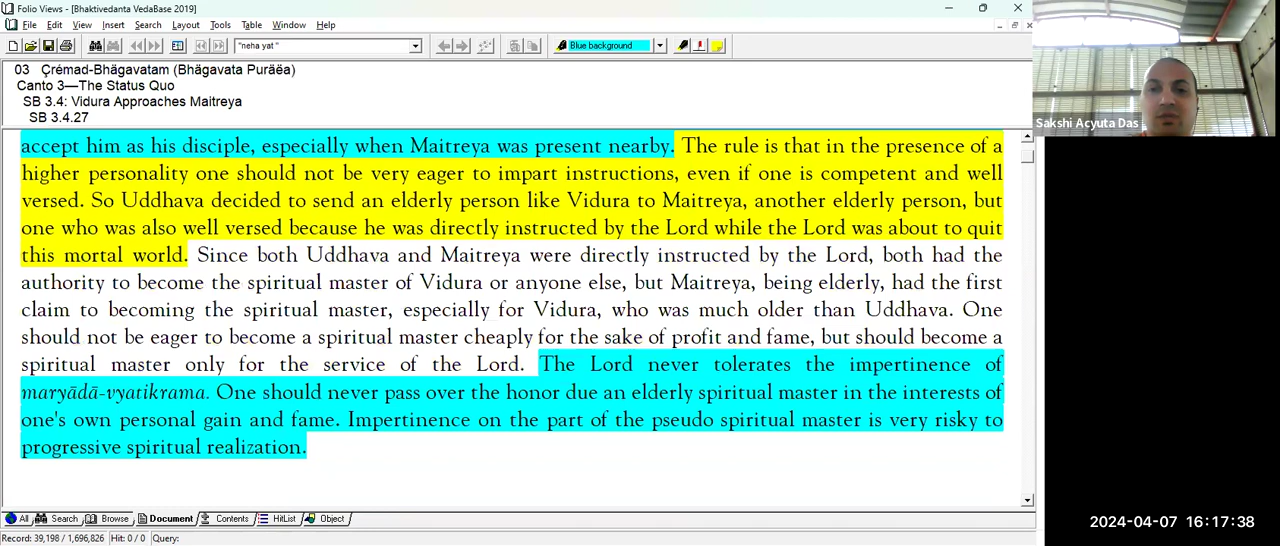 Folio Views - [Bhaktivedanta VedaBase 2019]
File Edit View Insert Search Layout Tools Table Window Help
"neha yat"
Blue background
03 Çrémad-Bhägavatam (Bhägavata Puräëa)
Canto 3—The Status Quo
SB 3.4: Vidura Approaches Maitreya
SB 3.4.27
accept him as his disciple, especially when Maitreya was present nearby. The rule is that in the presence of a
higher personality one should not be very eager to impart instructions, even if one is competent and well
versed. So Uddhava decided to send an elderly person like Vidura to Maitreya, another elderly person, but
one who was also well versed because he was directly instructed by the Lord while the Lord was about to quit
this mortal world. Since both Uddhava and Maitreya were directly instructed by the Lord, both had the
authority to become the spiritual master of Vidura or anyone else, but Maitreya, being elderly, had the first
claim to becoming the spiritual master, especially for Vidura, who was much older than Uddhava. One
should not be eager to become a spiritual master cheaply for the sake of profit and fame, but should become a
spiritual master only for the service of the Lord. The Lord never tolerates the impertinence of
maryādā-vyatikrama. One should never pass over the honor due an elderly spiritual master in the interests of
one's own personal gain and fame. Impertinence on the part of the pseudo spiritual master is very risky to
progressive spiritual realization.
All Search Browse Document Contents HitList Object
Record: 39,198 / 1,696,826 Hit: 0 / 0 Query:
Sakshi Acyuta Das
2024-04-07 16:17:38